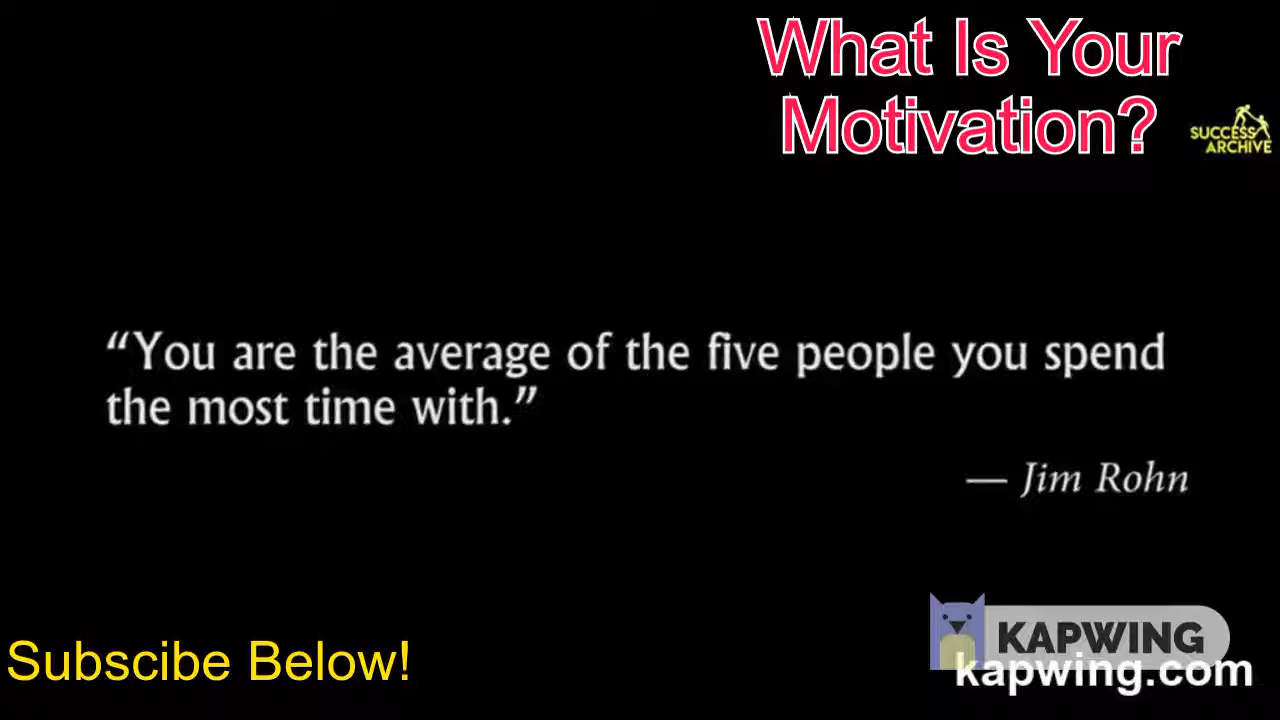 What Is Your
Motivation?
SUCCESS
ARCHIVE
“You are the average of the five people you spend
the most time with.”
— Jim Rohn
KAPWING
kapwing.com
Subscibe Below!